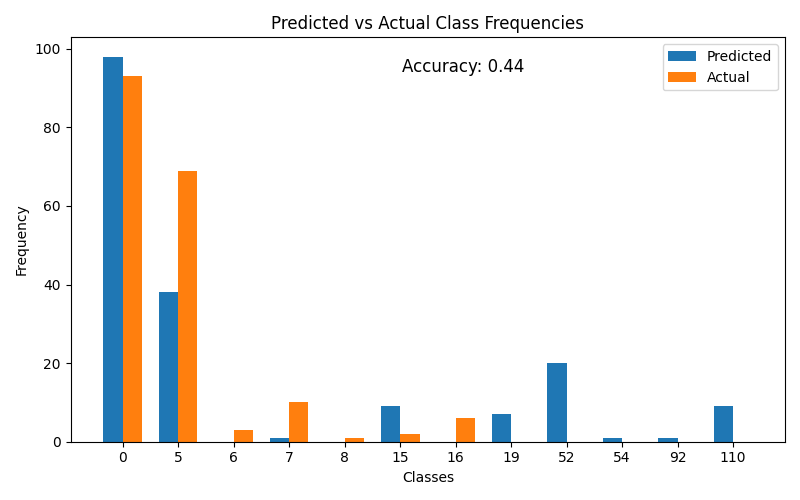 Predicted vs Actual Class Frequencies
Accuracy: 0.44
Predicted
Actual
100
80
60
40
20
0
Frequency
0 5 6 7 8 15 16 19 52 54 92 110
Classes